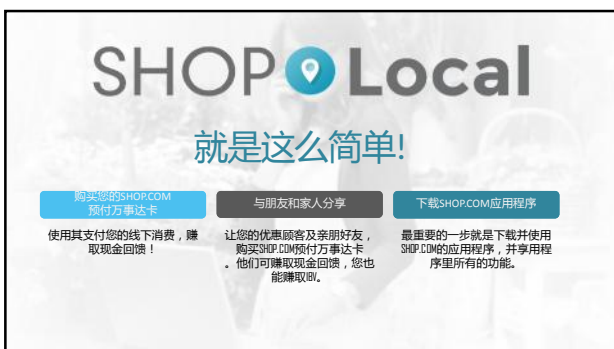 SHOP Local
就是这么简单!
购买您的SHOP.COM
预付万事达卡
使用其支付您的线下消费，赚
取现金回馈！
与朋友和家人分享
让您的优惠顾客及亲朋好友，
购买SHOP.COM预付万事达卡
。他们可赚取现金回馈，您也
能赚取IBV。
下载SHOP.COM应用程序
最重要的一步就是下载并使用
SHOP.COM的应用程序，并享用程
序里所有的功能。